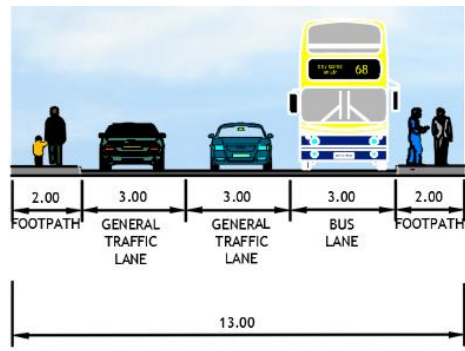 68
2.00 3.00 3.00 3.00 2.00
FOOTPATH GENERAL TRAFFIC LANE GENERAL TRAFFIC LANE BUS LANE FOOTPATH
13.00